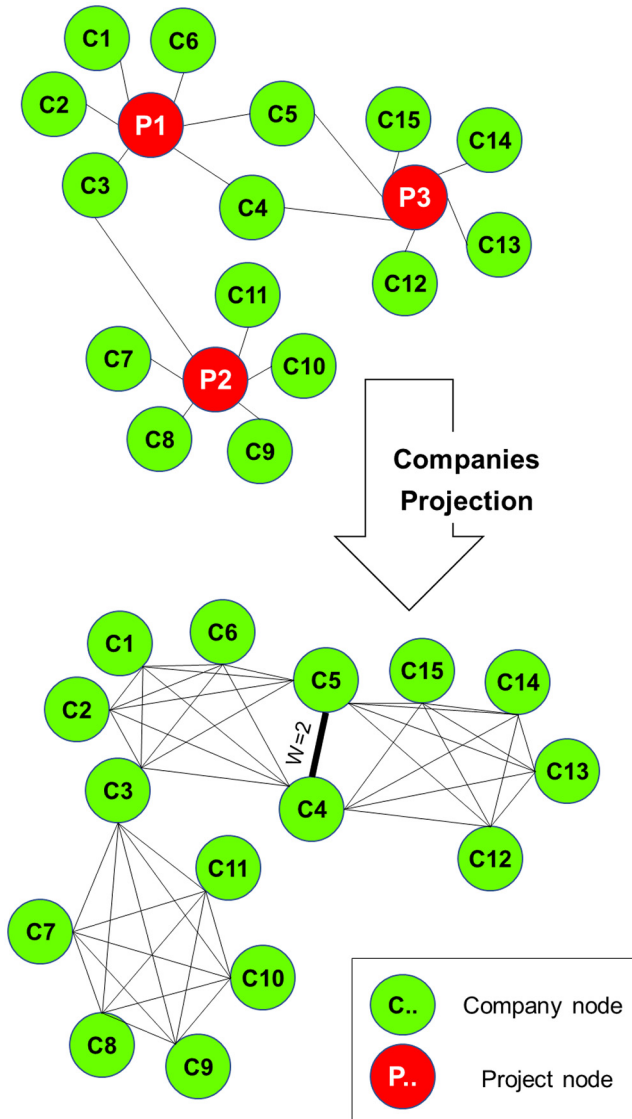 C1
C6
C2
P1
C5
C15
C14
C3
C4
P3
C13
C12
C11
C7
P2
C10
C8
C9
Companies
Projection
C1
C6
C5
C15
C14
C2
W=2
C3
C4
C13
C12
C11
C7
C10
C8
C9
C.. Company node
P.. Project node